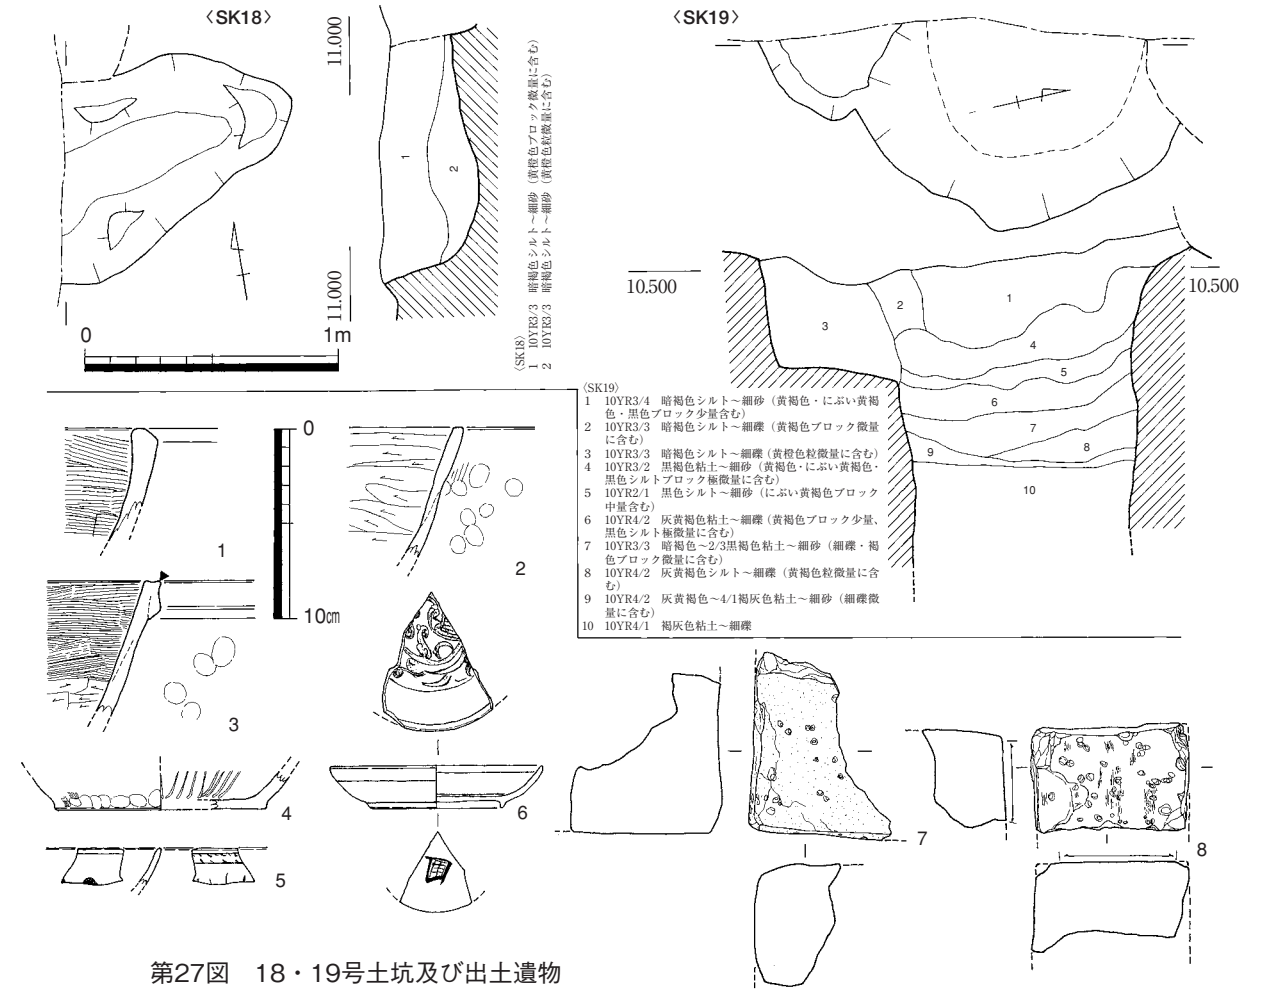 〈SK18〉
11.000
11.000
1
2
〈SK18〉
1 10YR3/3 暗褐色シルト～細砂（黄橙色ブロック微量に含む）
2 10YR3/3 暗褐色シルト～細砂（黄橙色粒微量に含む）
0 1m
〈SK19〉
10.500
10.500
1
2
3
4
5
6
7
8
9
10
〈SK19〉
1 10YR3/4 暗褐色シルト～細砂（黄褐色・にぶい黄褐
色・黒色ブロック少量含む）
2 10YR3/3 暗褐色シルト～細礫（黄褐色ブロック微量
に含む）
3 10YR3/3 暗褐色シルト～細礫（黄橙色粒微量に含む）
4 10YR3/2 黒褐色粘土～細砂（黄褐色・にぶい黄褐色・
黒色シルトブロック極微量に含む）
5 10YR2/1 黒色シルト～細砂（にぶい黄褐色ブロック
中量含む）
6 10YR4/2 灰黄褐色粘土～細礫（黄褐色ブロック少量、
黒色シルト極微量に含む）
7 10YR3/3 暗褐色～2/3黒褐色粘土～細砂（細礫・褐
色ブロック微量に含む）
8 10YR4/2 灰黄褐色シルト～細礫（黄褐色粒微量に含
む）
9 10YR4/2 灰黄褐色～4/1褐灰色粘土～細砂（細礫微
量に含む）
10 10YR4/1 褐灰色粘土～細礫
0
10㎝
1
2
3
4
5
6
7
8
第27図　18・19号土坑及び出土遺物